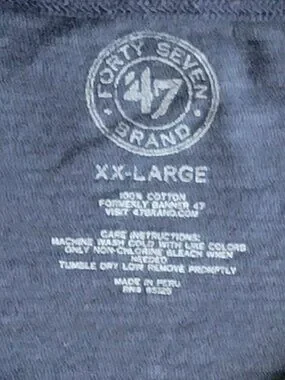 FORTY SEVEN
'47
BRAND
XX-LARGE
100% COTTON
FORMERLY BANNER 47
VISIT 47BRAND.COM
CARE INSTRUCTIONS:
MACHINE WASH COLD WITH LIKE COLORS
ONLY NON-CHLORINE BLEACH WHEN
NEEDED
TUMBLE DRY LOW REMOVE PROMPTLY
MADE IN PERU
RN#